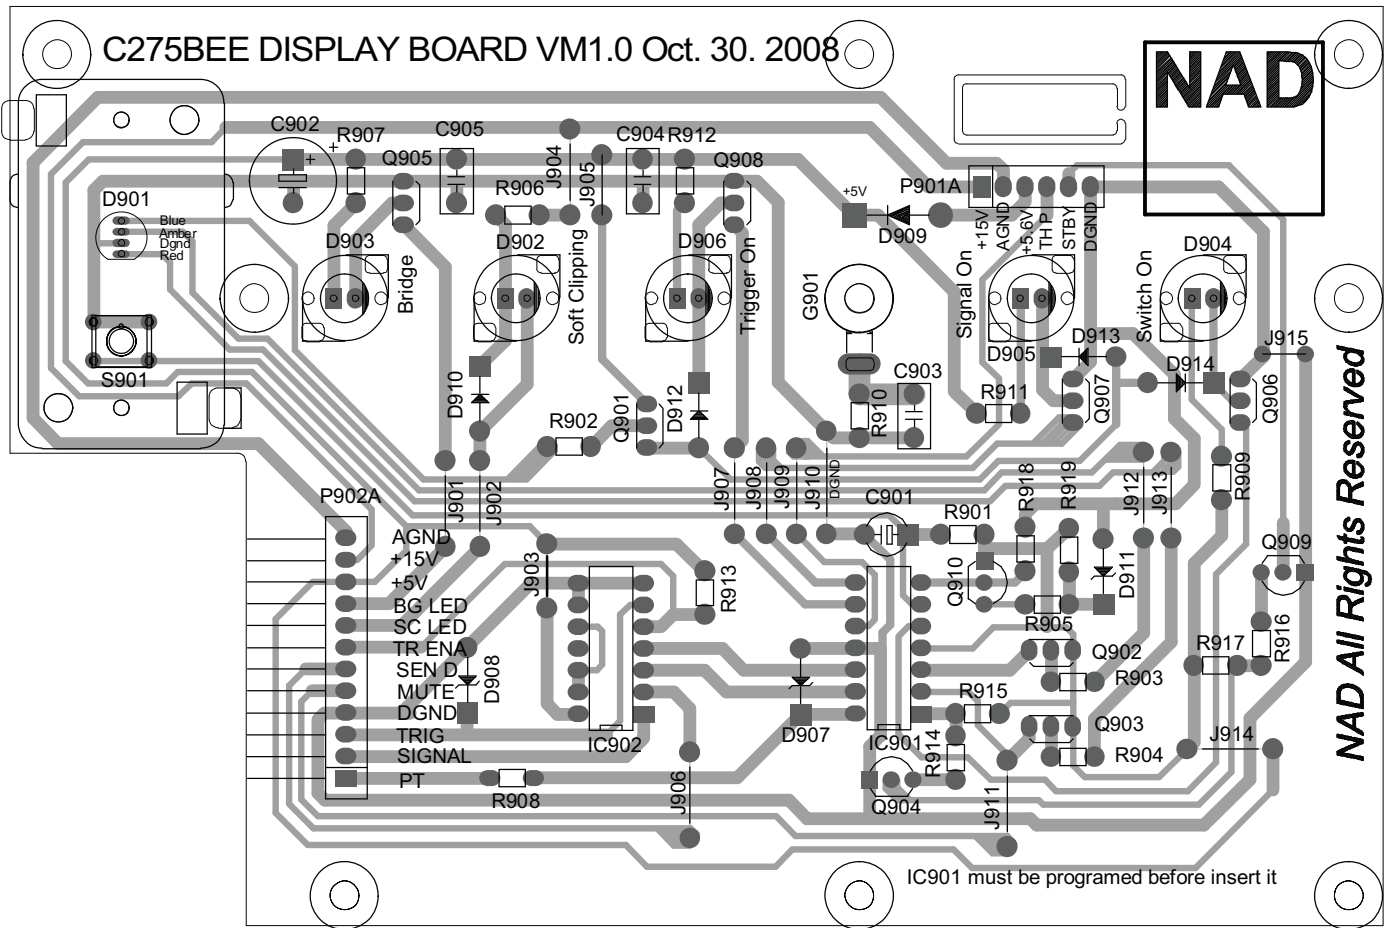 C275BEE DISPLAY BOARD VM1.0 Oct. 30. 2008
NAD
C902
+
+
R907
Q905
C905
R906
J904
J905
C904
R912
Q908
+5V
D909
P901A
+15V
AGND
+5.6V
THP
STBY
DGND
D901
Blue
Amber
Dgnd
Red
S901
D903
Bridge
D902
Soft Clipping
D906
Trigger On
G901
Signal On
D905
Switch On
D904
D913
D914
J915
D910
R902
Q901
D912
R910
C903
R911
Q907
Q906
P902A
J901
J902
J907
J908
J909
J910
DGND
C901
R901
R918
R919
J912
J913
R909
AGND
+15V
+5V
BG LED
SC LED
TR ENA
SEN D
MUTE
DGND
TRIG
SIGNAL
PT
J903
R913
Q910
D911
Q909
R905
D908
IC902
D907
IC901
Q902
R903
R917
R916
R915
R914
Q903
R904
J914
R908
J906
Q904
J911
IC901 must be programed before insert it
NAD All Rights Reserved